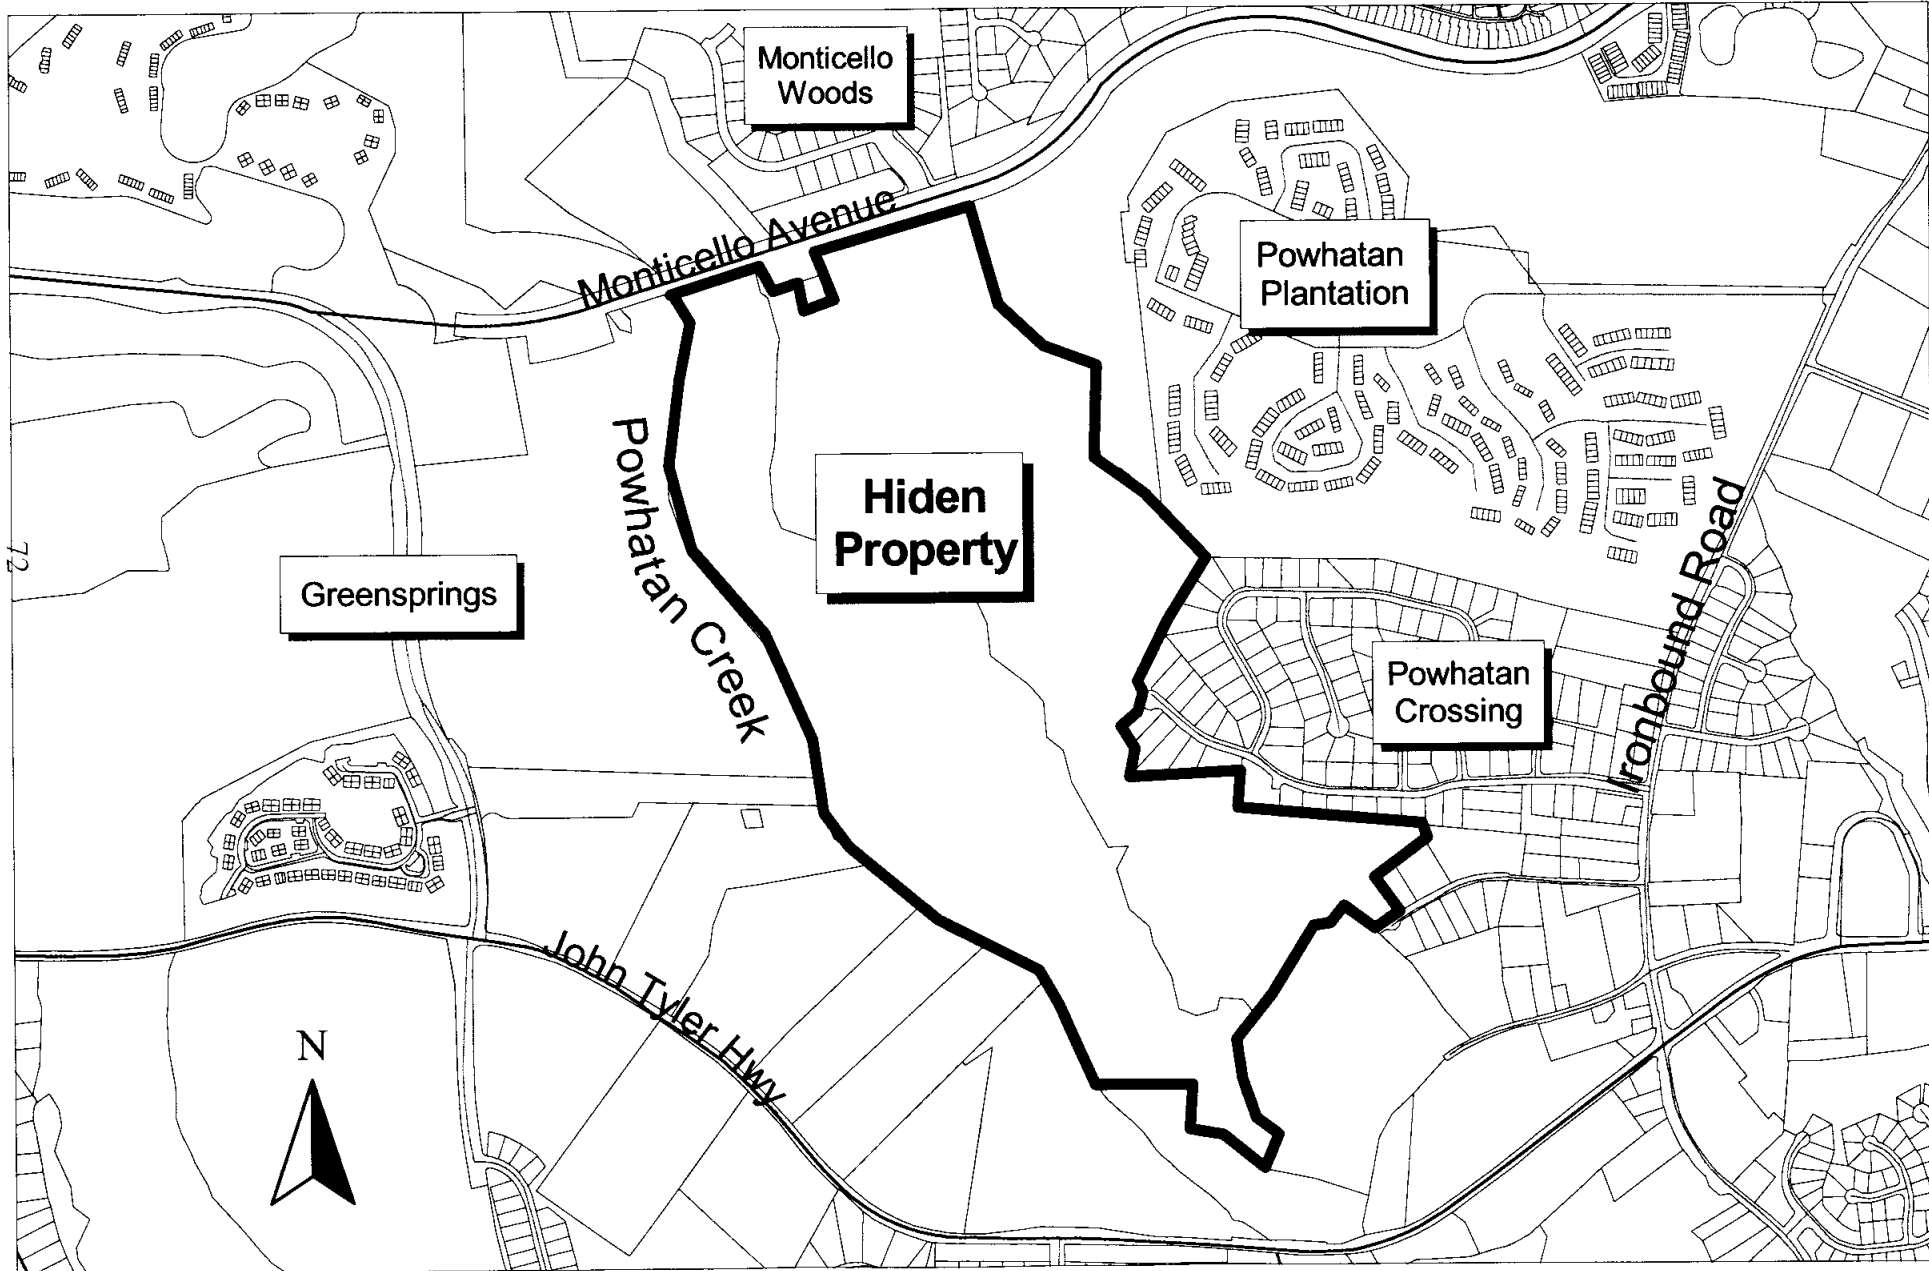 Monticello
Woods
Monticello Avenue
Powhatan
Plantation
Hiden
Property
Powhatan Creek
72
Greensprings
Ironbound Road
Powhatan
Crossing
John Tyler Hwy
N